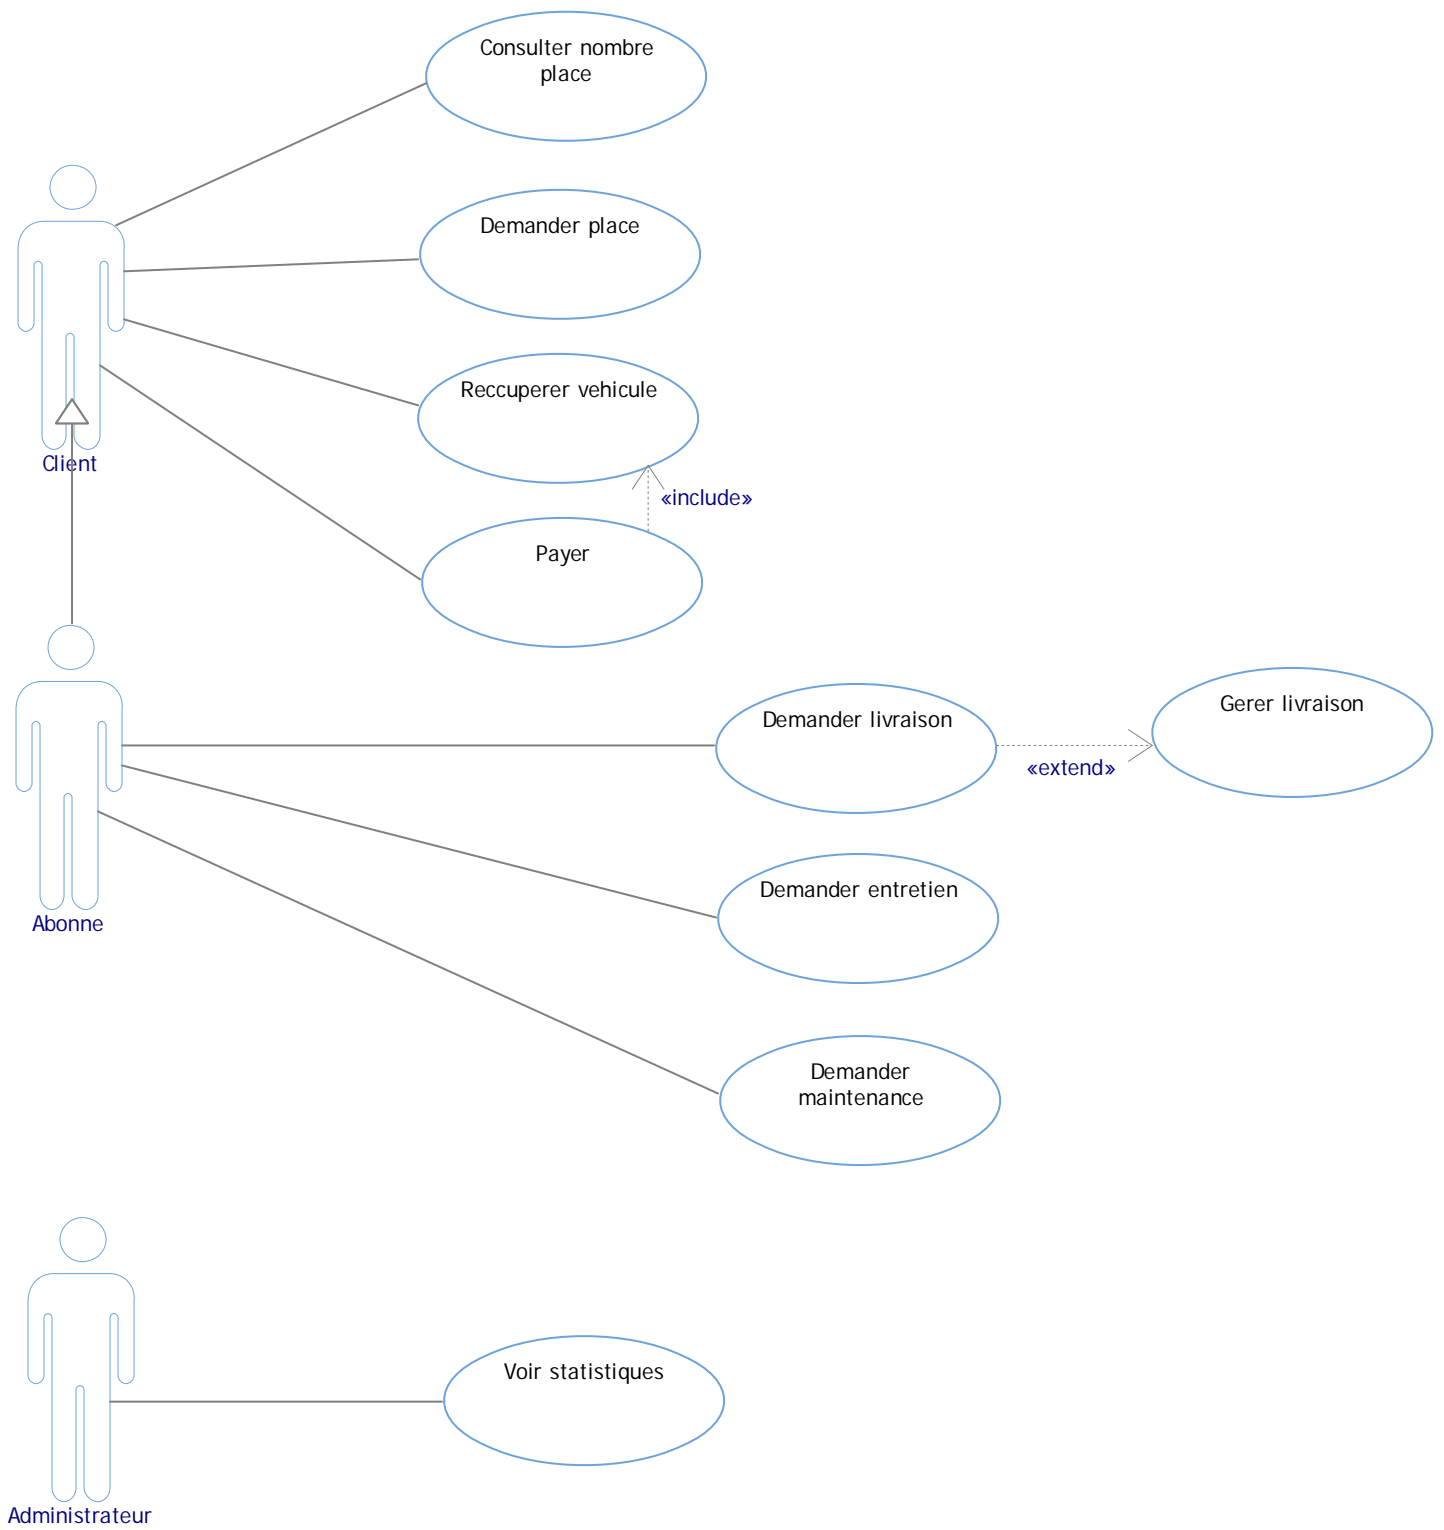 Consulter nombre
place
Demander place
Reccuperer vehicule
Client
«include»
Payer
Gerer livraison
Demander livraison
«extend»
Demander entretien
Abonne
Demander
maintenance
Voir statistiques
Administrateur